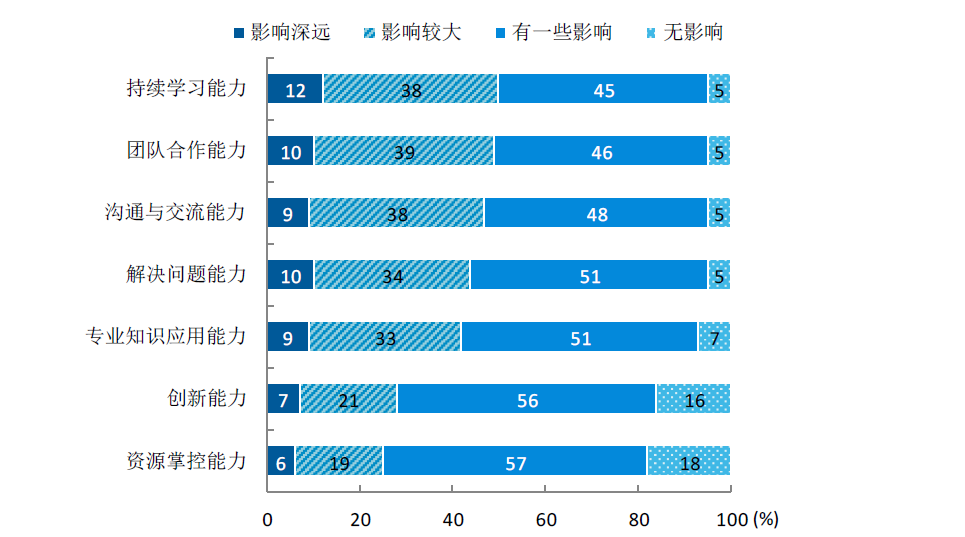 影响深远 影响较大 有一些影响 无影响
持续学习能力 12 38 45 5
团队合作能力 10 39 46 5
沟通与交流能力 9 38 48 5
解决问题能力 10 34 51 5
专业知识应用能力 9 33 51 7
创新能力 7 21 56 16
资源掌控能力 6 19 57 18
0 20 40 60 80 100 (%)